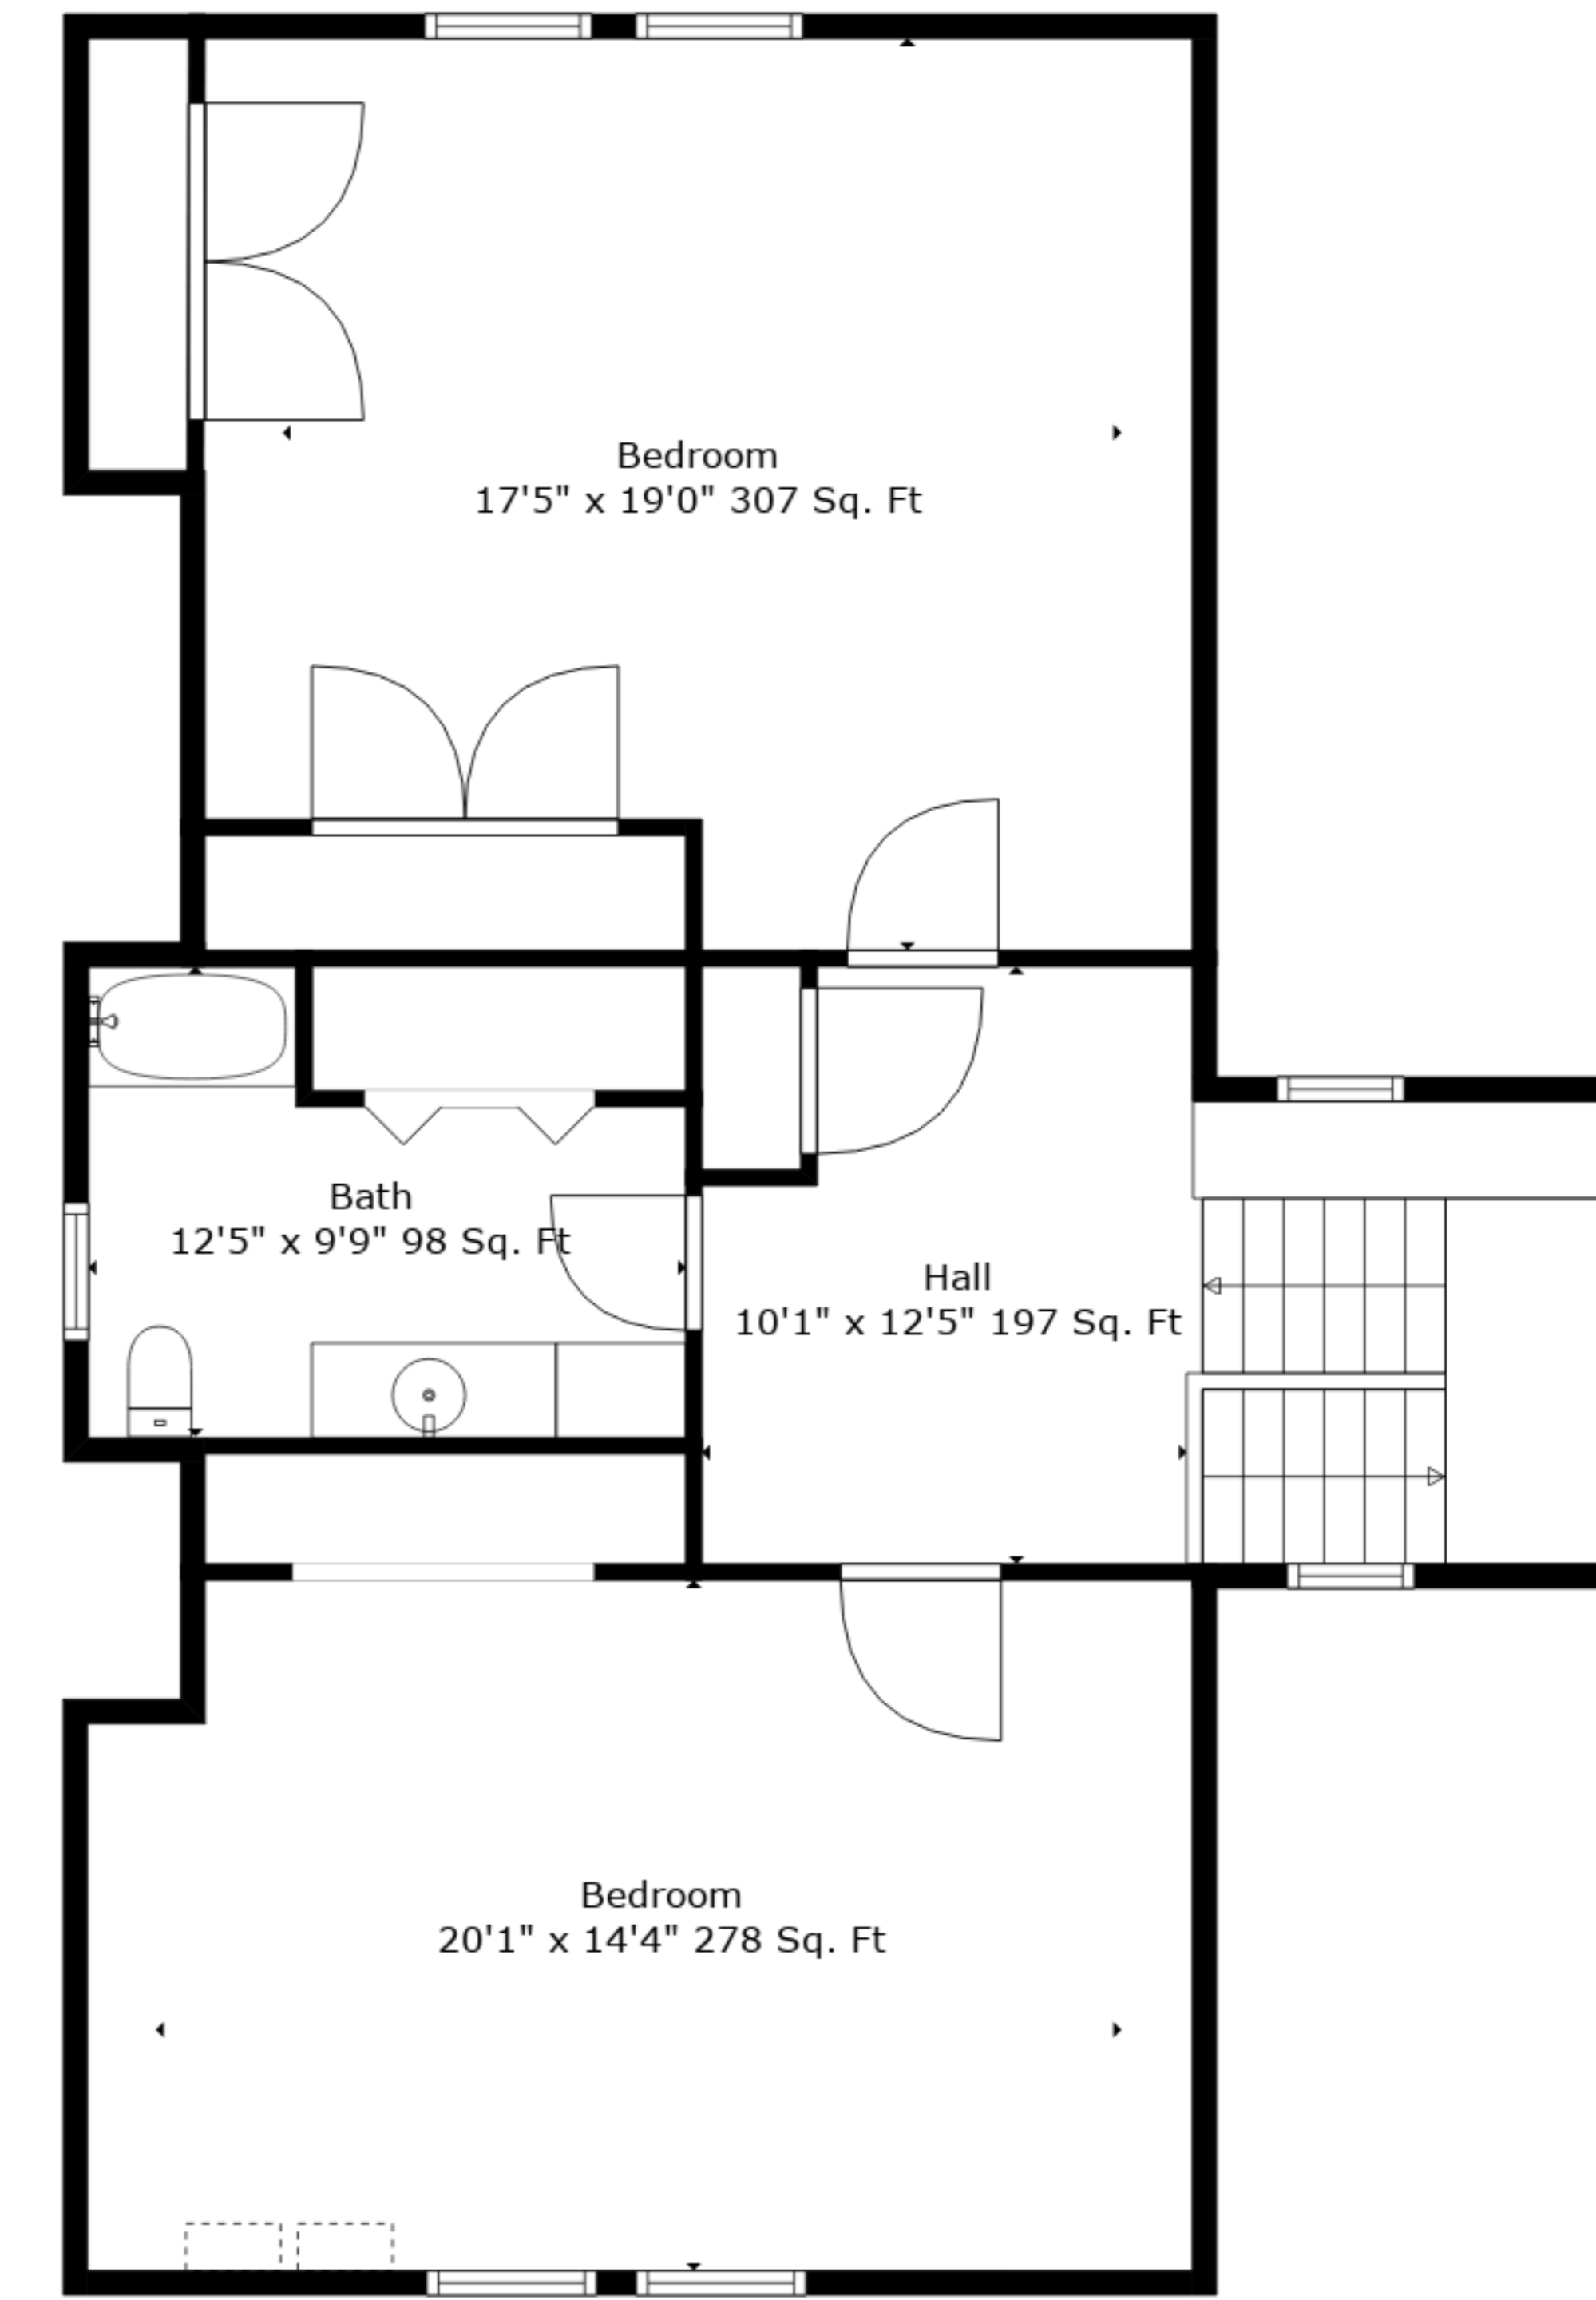 Bedroom
17'5" x 19'0" 307 Sq. Ft
Bath
12'5" x 9'9" 98 Sq. Ft
Hall
10'1" x 12'5" 197 Sq. Ft
Bedroom
20'1" x 14'4" 278 Sq. Ft